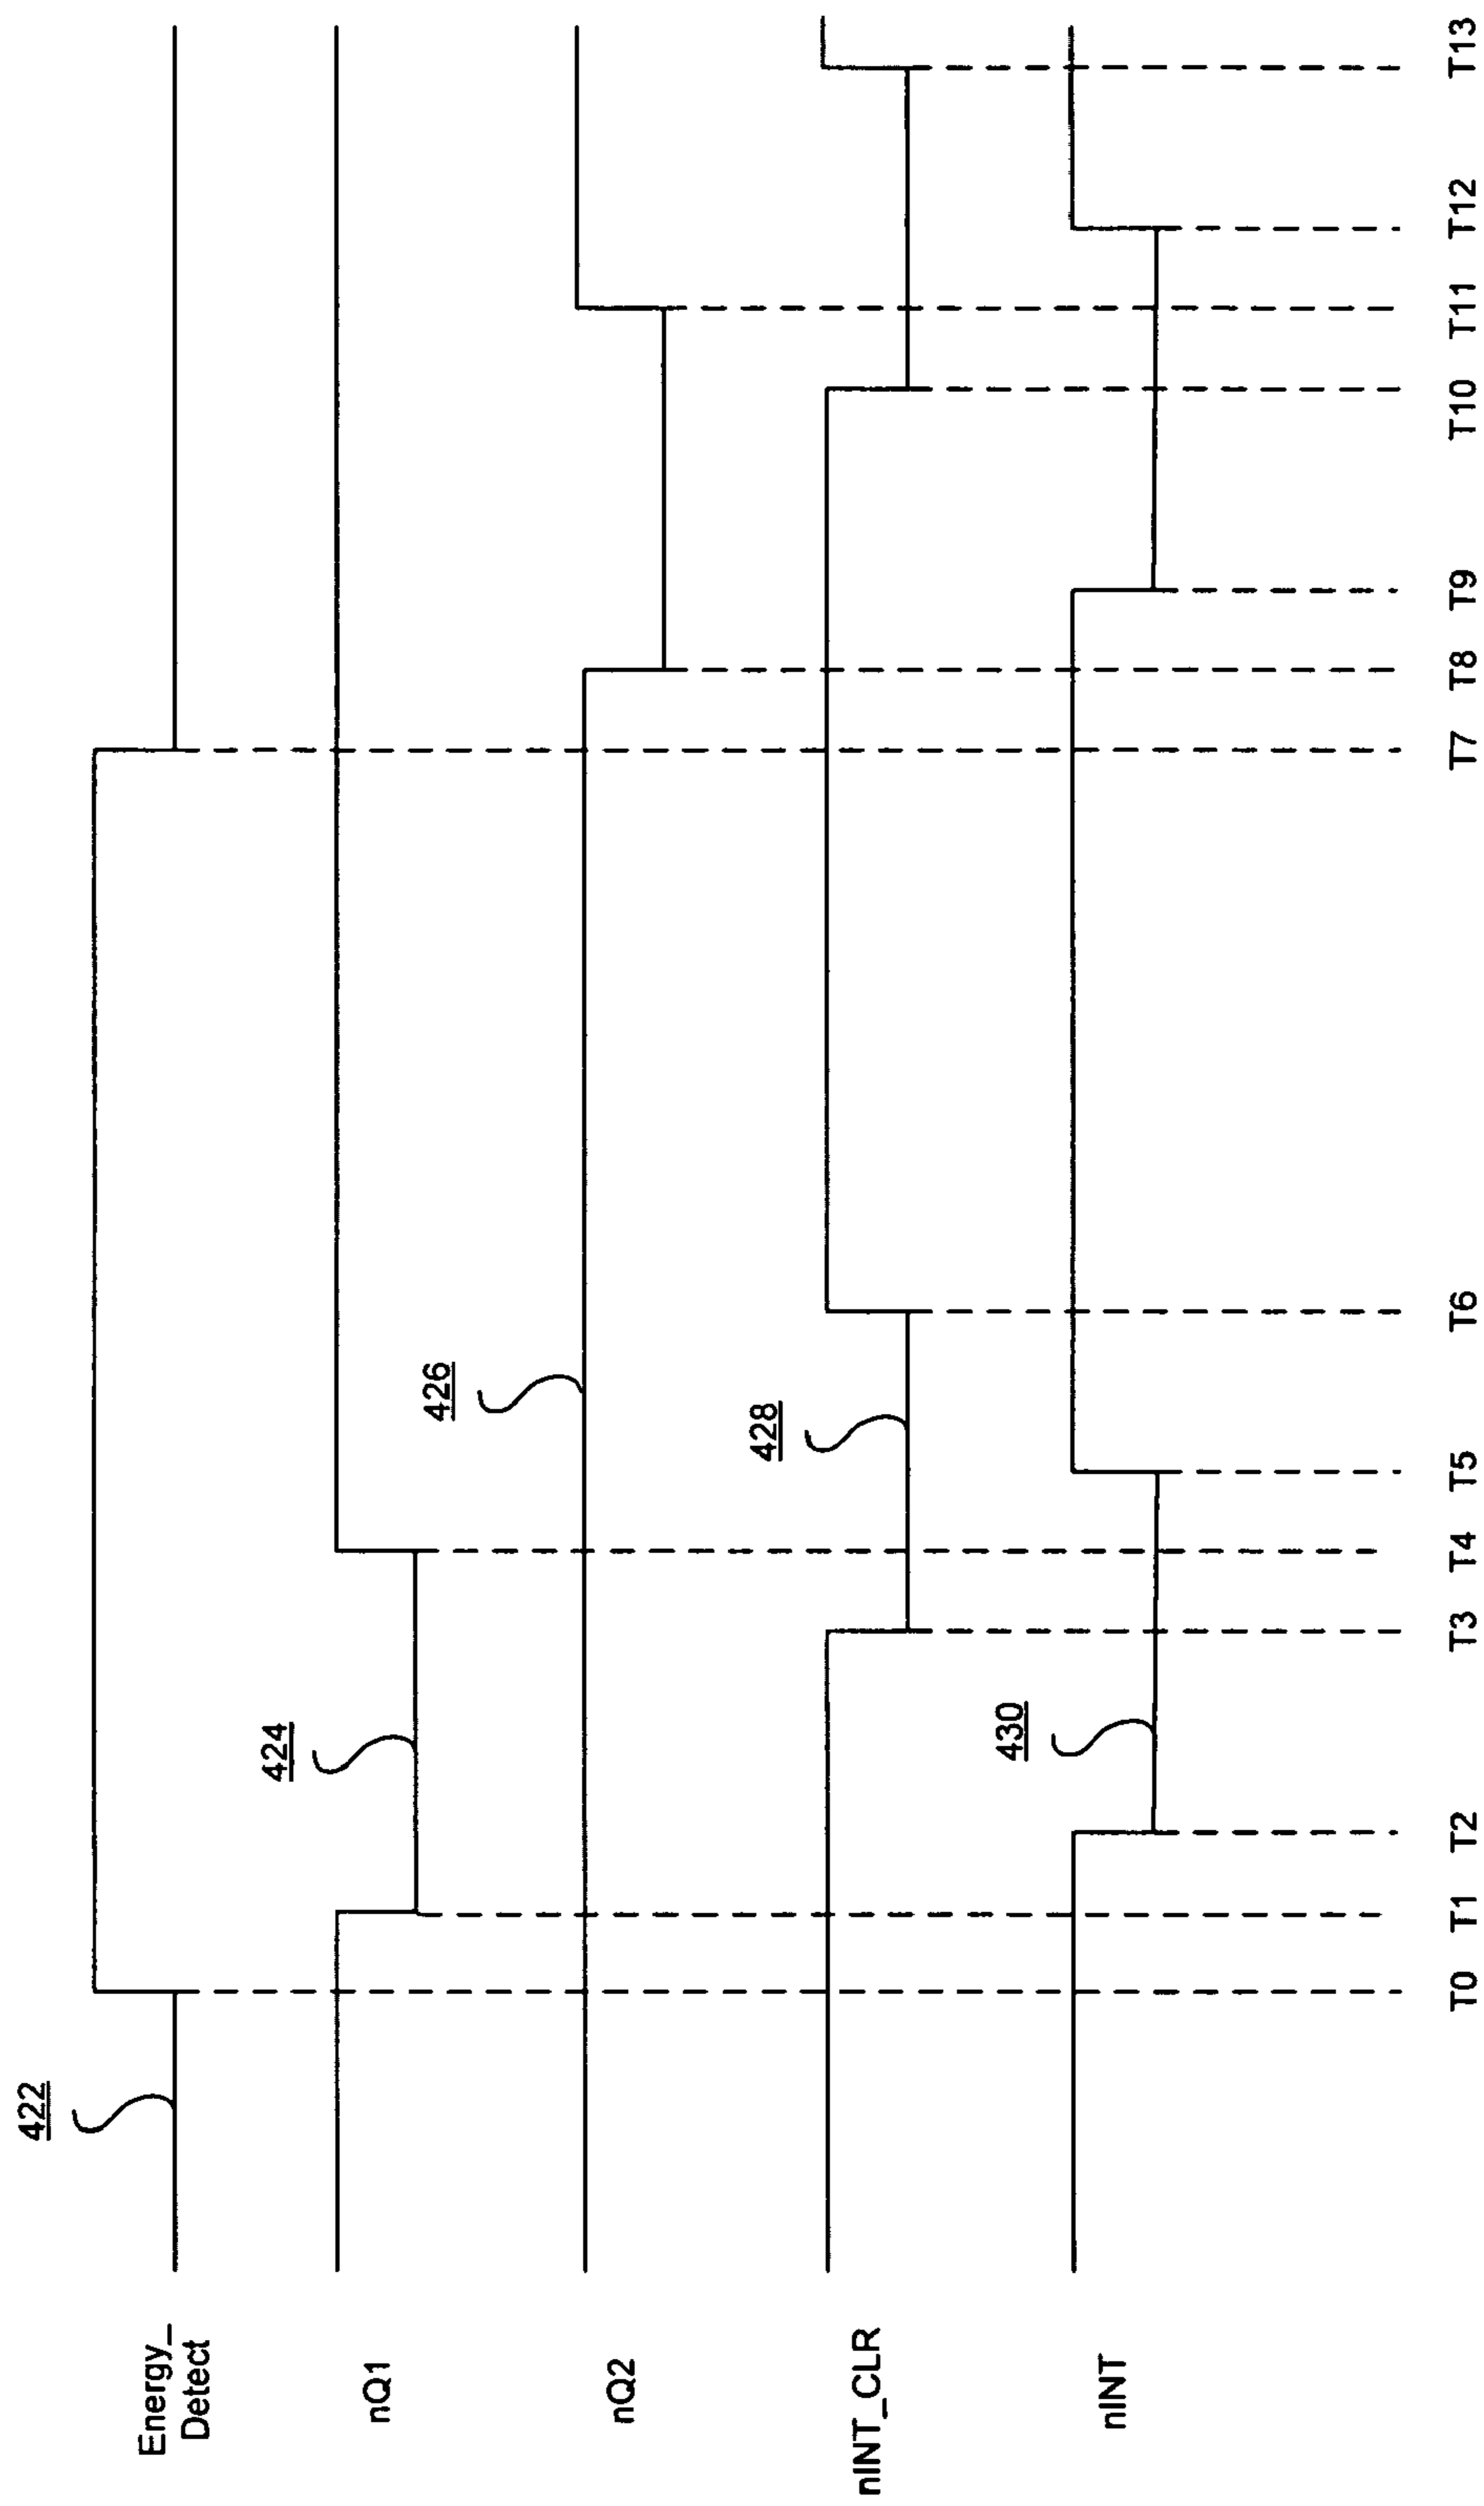 422
Energy_
Detect
424
nQ1
426
nQ2
428
nINT_CLR
430
nINT
T0 T1 T2 T3 T4 T5 T6 T7 T8 T9 T10 T11 T12 T13